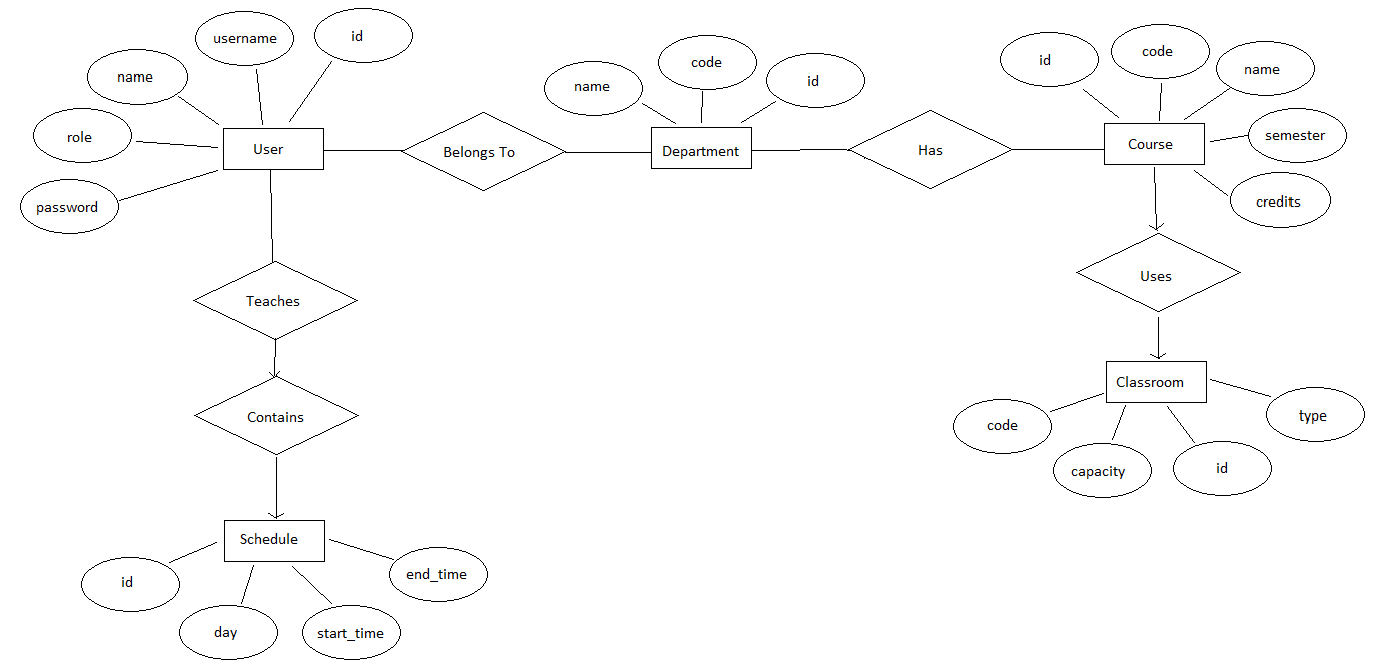 username
id
name
role
User
password
Belongs To
name
code
id
Department
Has
id
code
name
semester
Course
credits
Teaches
Contains
Uses
Classroom
code
capacity
id
type
Schedule
id
day
start_time
end_time